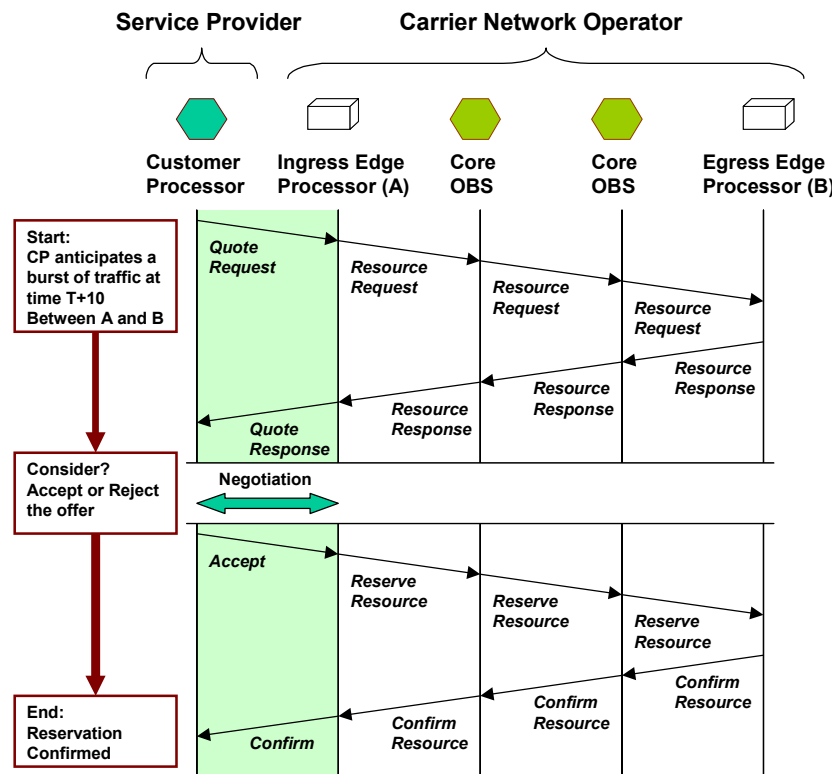 Service Provider
Carrier Network Operator
Customer
Processor
Ingress Edge
Processor (A)
Core
OBS
Core
OBS
Egress Edge
Processor (B)
Start:
CP anticipates a
burst of traffic at
time T+10
Between A and B
Quote
Request
Resource
Request
Resource
Request
Resource
Request
Resource
Response
Resource
Response
Resource
Response
Quote
Response
Consider?
Accept or Reject
the offer
Negotiation
Accept
Reserve
Resource
Reserve
Resource
Reserve
Resource
Confirm
Resource
Confirm
Resource
Confirm
Resource
Confirm
End:
Reservation
Confirmed